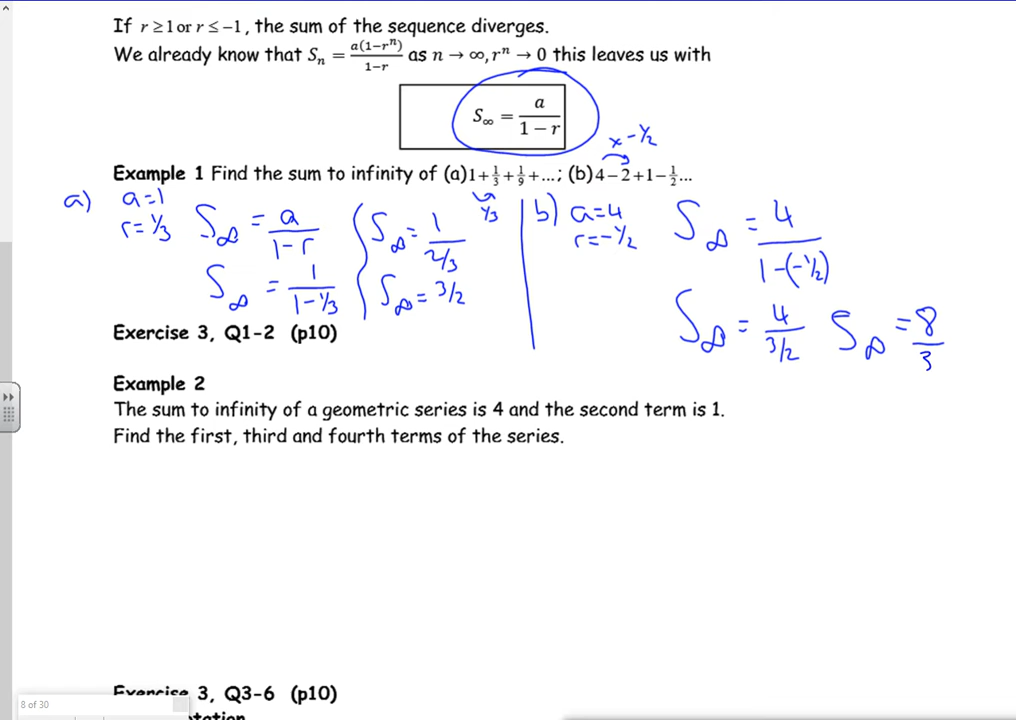 If r ≥ 1 or r ≤ −1, the sum of the sequence diverges.
We already know that Sₙ = a(1−rⁿ)/1−r as n → ∞, rⁿ → 0 this leaves us with
S∞ = a/1 − r
x −1/2
Example 1 Find the sum to infinity of (a)1+1/3+1/9+...; (b)4−2+1−1/2...
1/3
a) a=1
r=1/3
S∞ = a/1−r
S∞ = 1/1−1/3
S∞ = 1/2/3
S∞ = 3/2
b) a=4
r=−1/2
S∞ = 4/1−(−1/2)
S∞ = 4/3/2 S∞ = 8/3
Exercise 3, Q1-2 (p10)
Example 2
The sum to infinity of a geometric series is 4 and the second term is 1.
Find the first, third and fourth terms of the series.
Exercise 3, Q3-6 (p10)
8 of 30